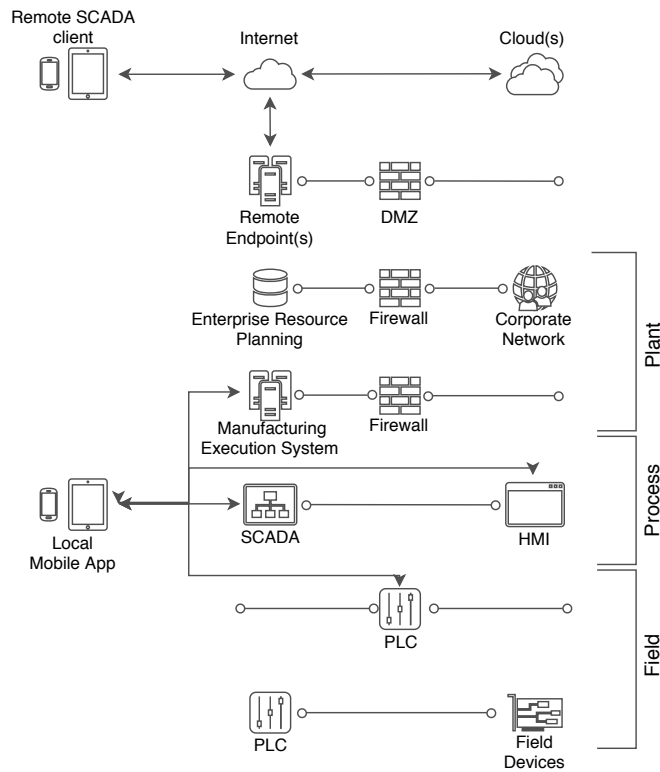 Remote SCADA
client
Internet
Cloud(s)
Remote
Endpoint(s)
DMZ
Enterprise Resource
Planning
Firewall
Corporate
Network
Plant
Manufacturing
Execution System
Firewall
Local
Mobile App
SCADA
HMI
Process
PLC
Field
PLC
Field
Devices